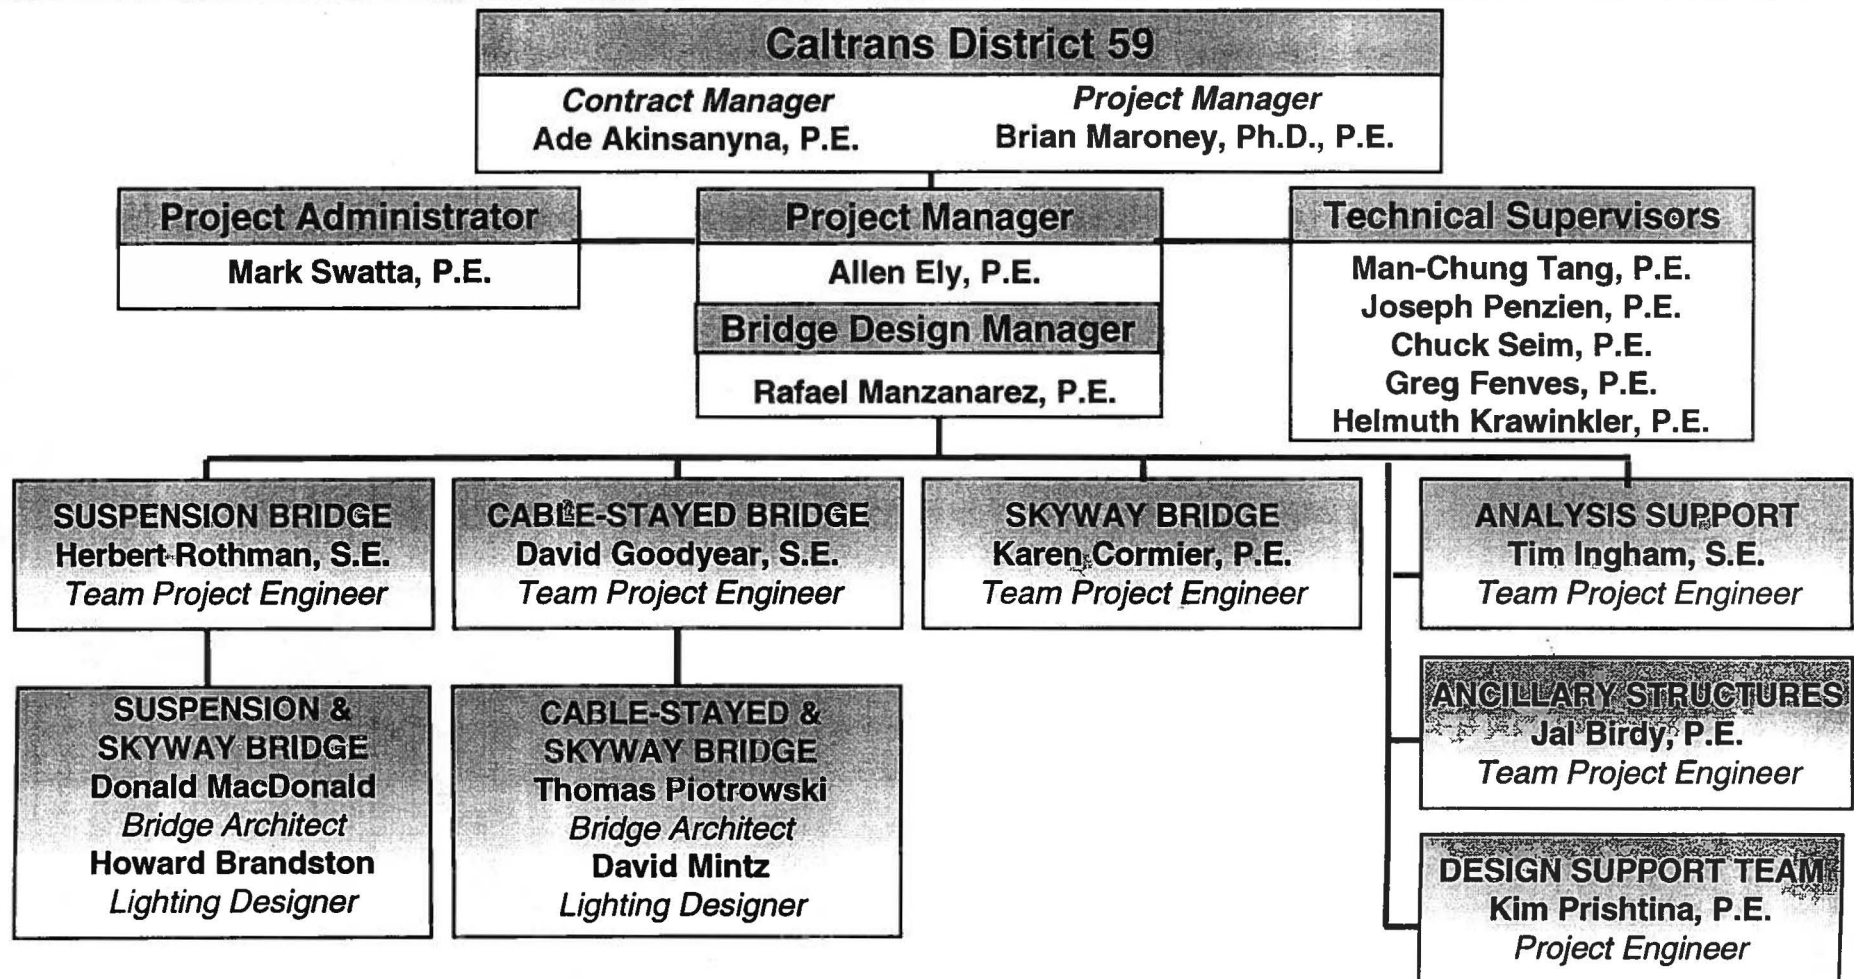 Caltrans District 59
Contract Manager
Ade Akinsanyna, P.E.
Project Manager
Brian Maroney, Ph.D., P.E.
Project Administrator
Mark Swatta, P.E.
Project Manager
Allen Ely, P.E.
Bridge Design Manager
Rafael Manzanarez, P.E.
Technical Supervisors
Man-Chung Tang, P.E.
Joseph Penzien, P.E.
Chuck Seim, P.E.
Greg Fenves, P.E.
Helmuth Krawinkler, P.E.
SUSPENSION BRIDGE
Herbert Rothman, S.E.
Team Project Engineer
CABLE-STAYED BRIDGE
David Goodyear, S.E.
Team Project Engineer
SKYWAY BRIDGE
Karen Cormier, P.E.
Team Project Engineer
ANALYSIS SUPPORT
Tim Ingham, S.E.
Team Project Engineer
SUSPENSION &
SKYWAY BRIDGE
Donald MacDonald
Bridge Architect
Howard Brandston
Lighting Designer
CABLE-STAYED &
SKYWAY BRIDGE
Thomas Piotrowski
Bridge Architect
David Mintz
Lighting Designer
ANCILLARY STRUCTURES
Jal Birdy, P.E.
Team Project Engineer
DESIGN SUPPORT TEAM
Kim Prishtina, P.E.
Project Engineer